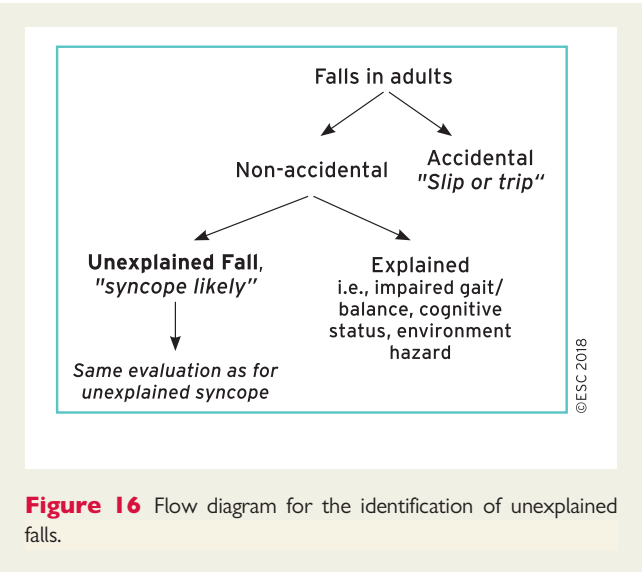 Falls in adults
Non-accidental
Accidental
"Slip or trip“
Unexplained Fall,
"syncope likely”
Explained
i.e., impaired gait/
balance, cognitive
status, environment
hazard
Same evaluation as for
unexplained syncope
©ESC 2018
Figure 16 Flow diagram for the identification of unexplained
falls.